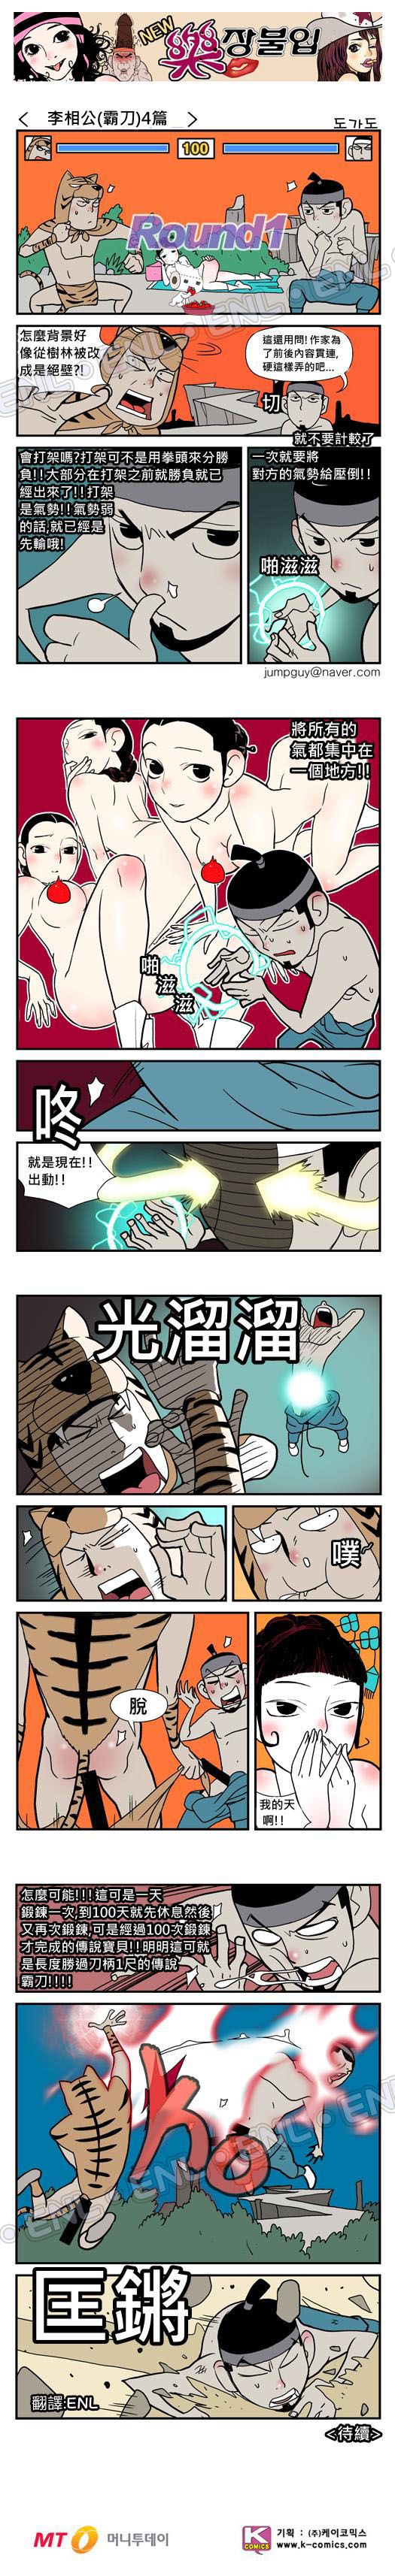 NEW 樂장불입
< 李相公(霸刀)4篇 >
도가도
100
Round1
怎麼背景好
像從樹林被改
成是絕壁?!
這還用問!作家為
了前後內容貫連,
硬這樣弄的吧...
切
就不要計較了
會打架嗎?打架可不是用拳頭來分勝
負!!大部分在打架之前就勝負就已
經出來了!!打架
是氣勢!!氣勢弱
的話,就已經是
先輸哦!
一次就要將
對方的氣勢給壓倒!!
啪滋滋
jumpguy@naver.com
將所有的
氣都集中在
一個地方!!
啪
滋
滋
咚
就是現在!!
出動!!
光溜溜
噗
脫
我的天
啊!!
怎麼可能!!!這可是一天
鍛鍊一次,到100天就先休息然後
又再次鍛鍊,可是經過100次鍛鍊
才完成的傳說寶貝!!明明這可就
是長度勝過刀柄1尺的傳說
霸刀!!!!
ko
ENL
匡鏘
翻譯:ENL
<待續>
MT 머니투데이
K COMICS
기획 : (주)케이코믹스
www.k-comics.com